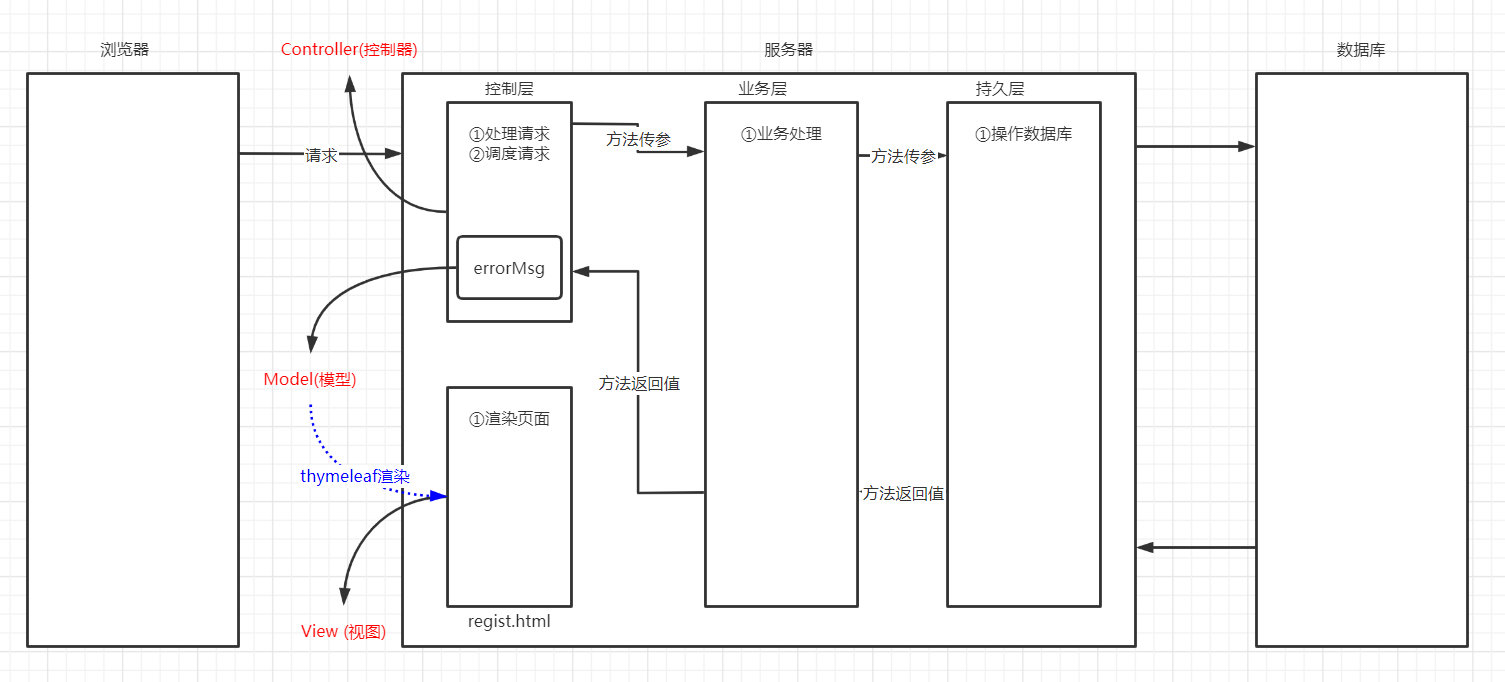 浏览器
Controller(控制器)
服务器
数据库
控制层
业务层
持久层
①处理请求
②调度请求
方法传参
①业务处理
方法传参
①操作数据库
请求
errorMsg
Model(模型)
方法返回值
①渲染页面
thymeleaf渲染
方法返回值
regist.html
View (视图)